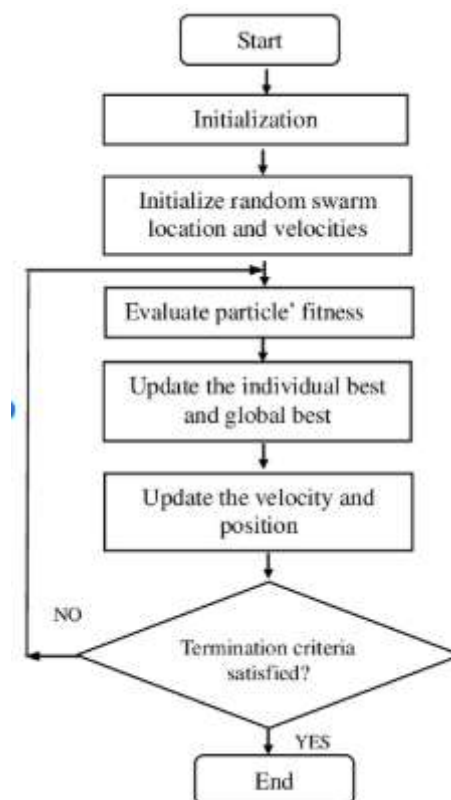 Start
Initialization
Initialize random swarm
location and velocities
Evaluate particle' fitness
Update the individual best
and global best
Update the velocity and
position
NO
Termination criteria
satisfied?
YES
End